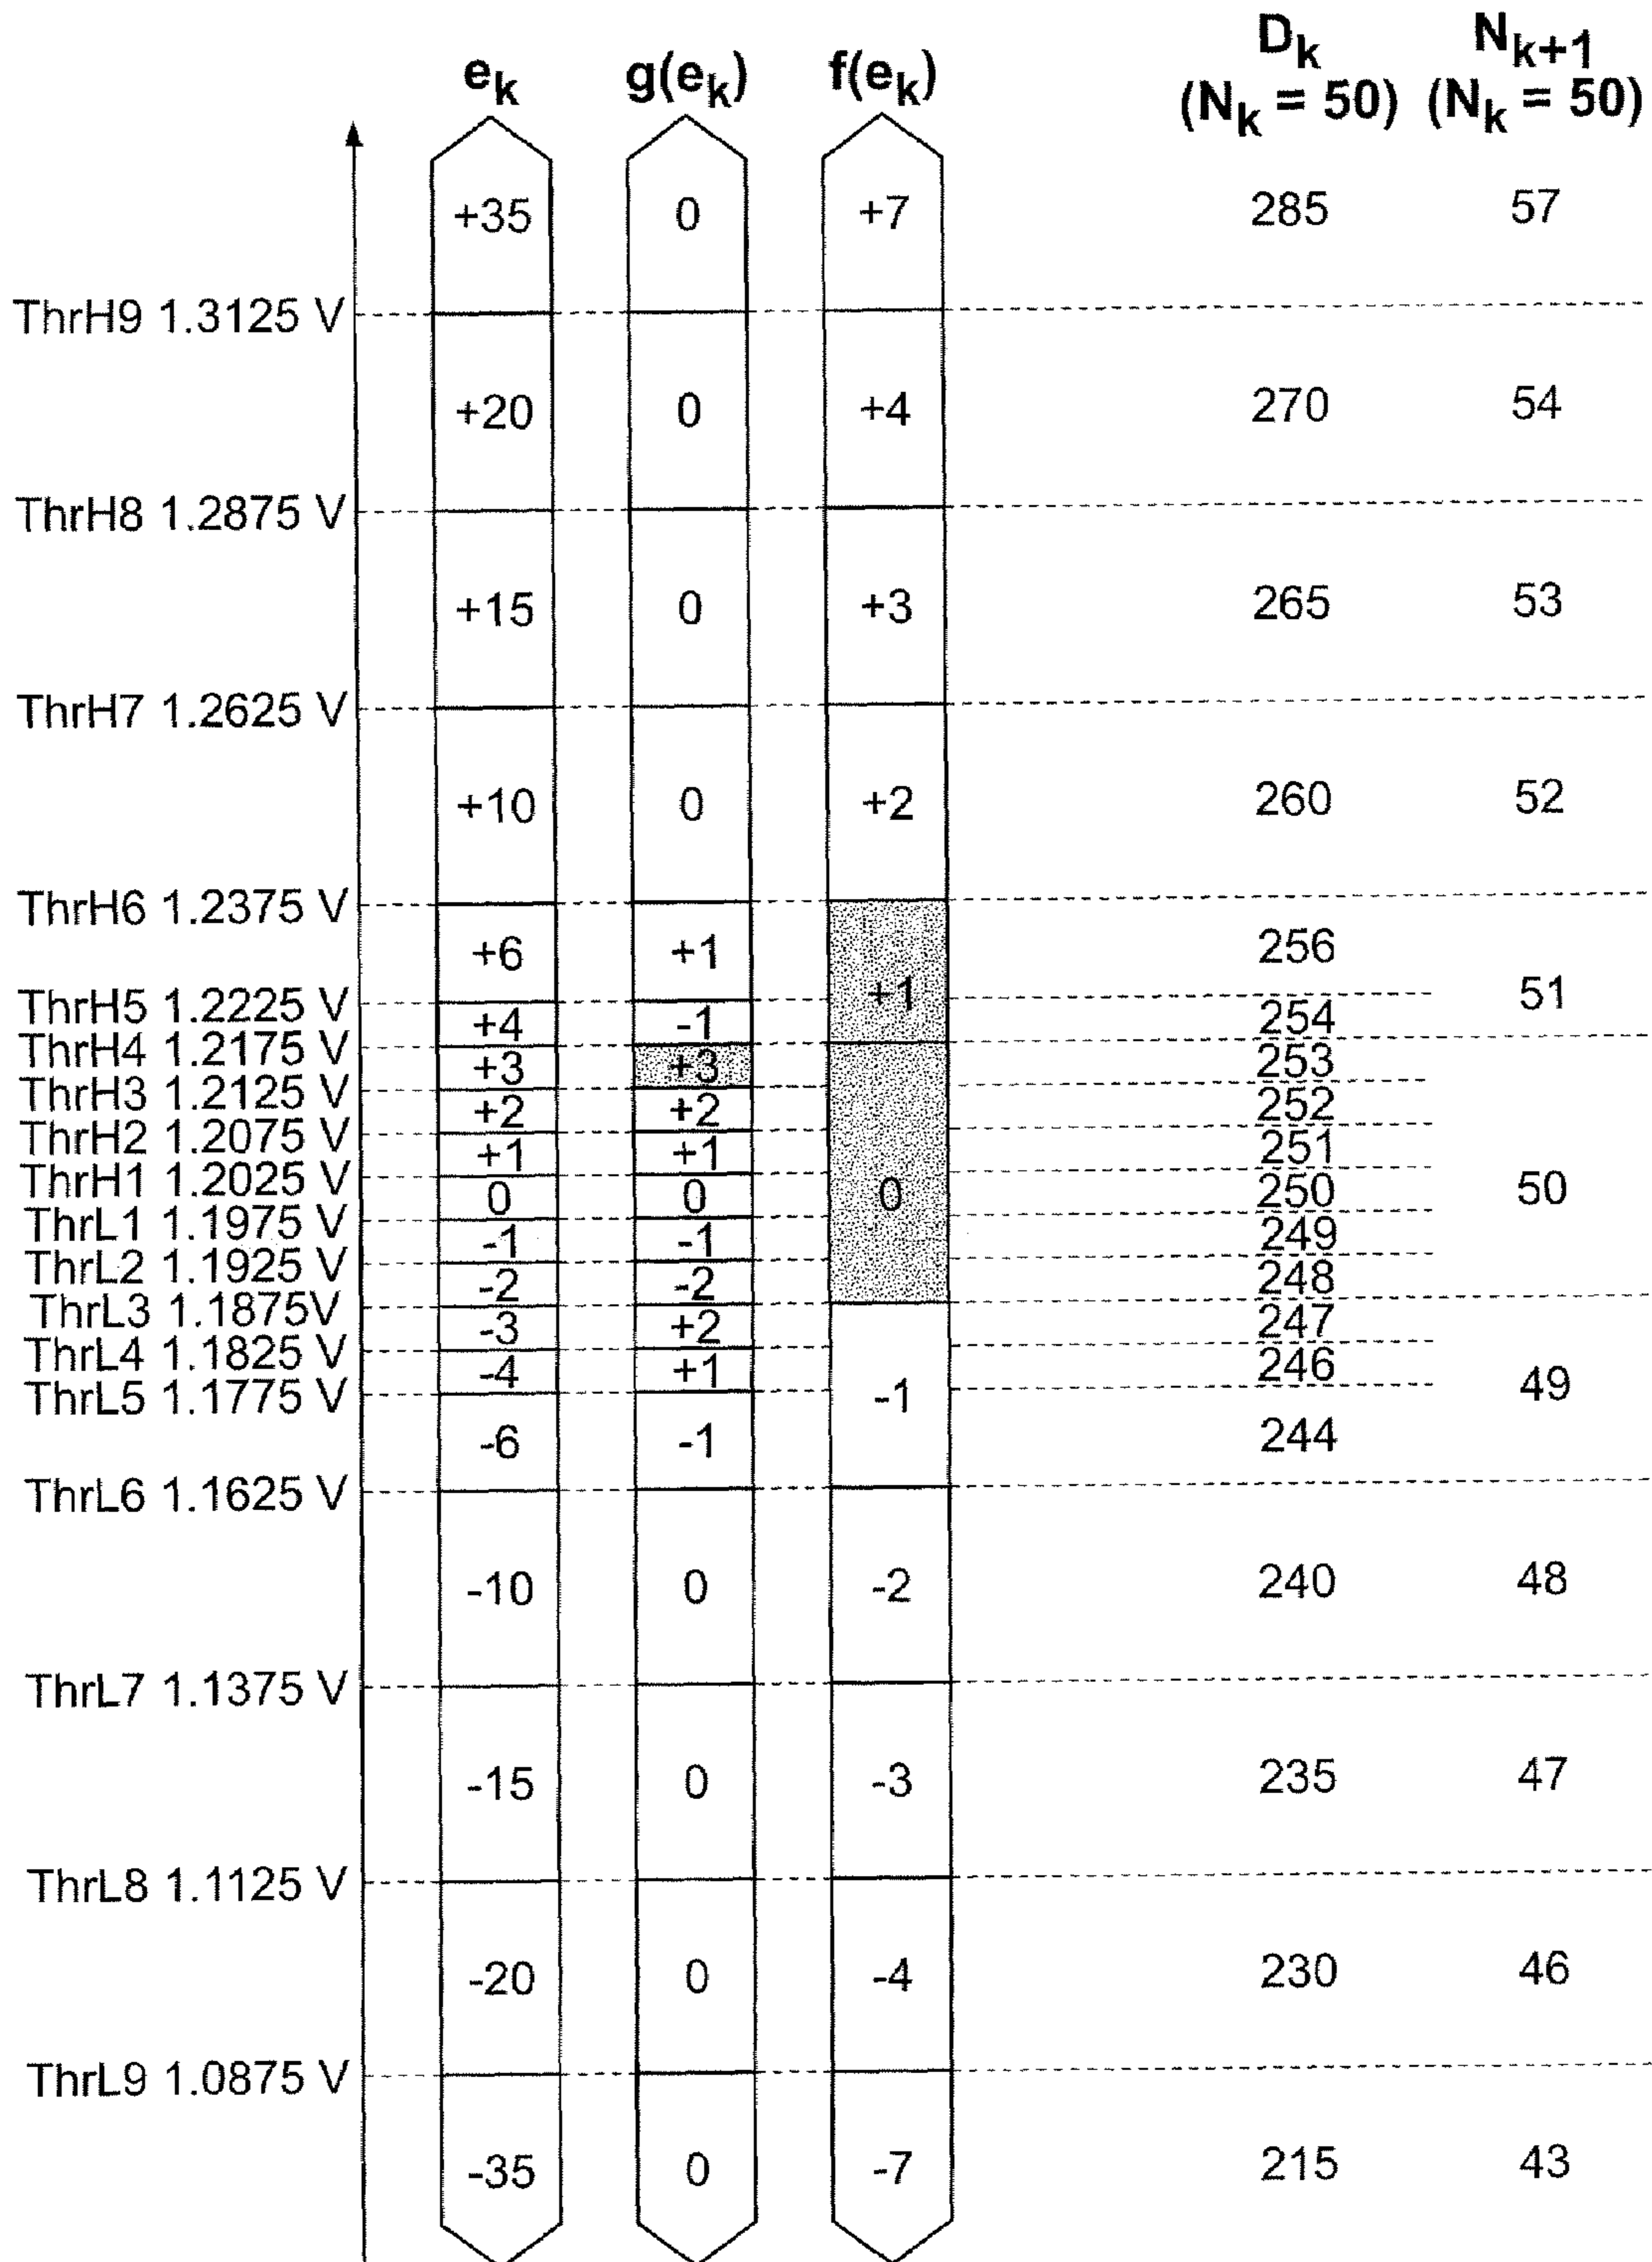 e_k g(e_k) f(e_k) D_k (N_k = 50) N_k+1 (N_k = 50)
+35 0 +7 285 57
ThrH9 1.3125 V
+20 0 +4 270 54
ThrH8 1.2875 V
+15 0 +3 265 53
ThrH7 1.2625 V
+10 0 +2 260 52
ThrH6 1.2375 V
+6 +1 256
+1 51
ThrH5 1.2225 V
+4 -1 254
ThrH4 1.2175 V
+3 +3 253
ThrH3 1.2125 V
+2 +2 252
ThrH2 1.2075 V
+1 +1 251
ThrH1 1.2025 V
0 0 0 250 50
ThrL1 1.1975 V
-1 -1 249
ThrL2 1.1925 V
-2 -2 248
ThrL3 1.1875V
-3 +2 247
ThrL4 1.1825 V
-4 +1 246
ThrL5 1.1775 V
-1 49
-6 -1 244
ThrL6 1.1625 V
-10 0 -2 240 48
ThrL7 1.1375 V
-15 0 -3 235 47
ThrL8 1.1125 V
-20 0 -4 230 46
ThrL9 1.0875 V
-35 0 -7 215 43